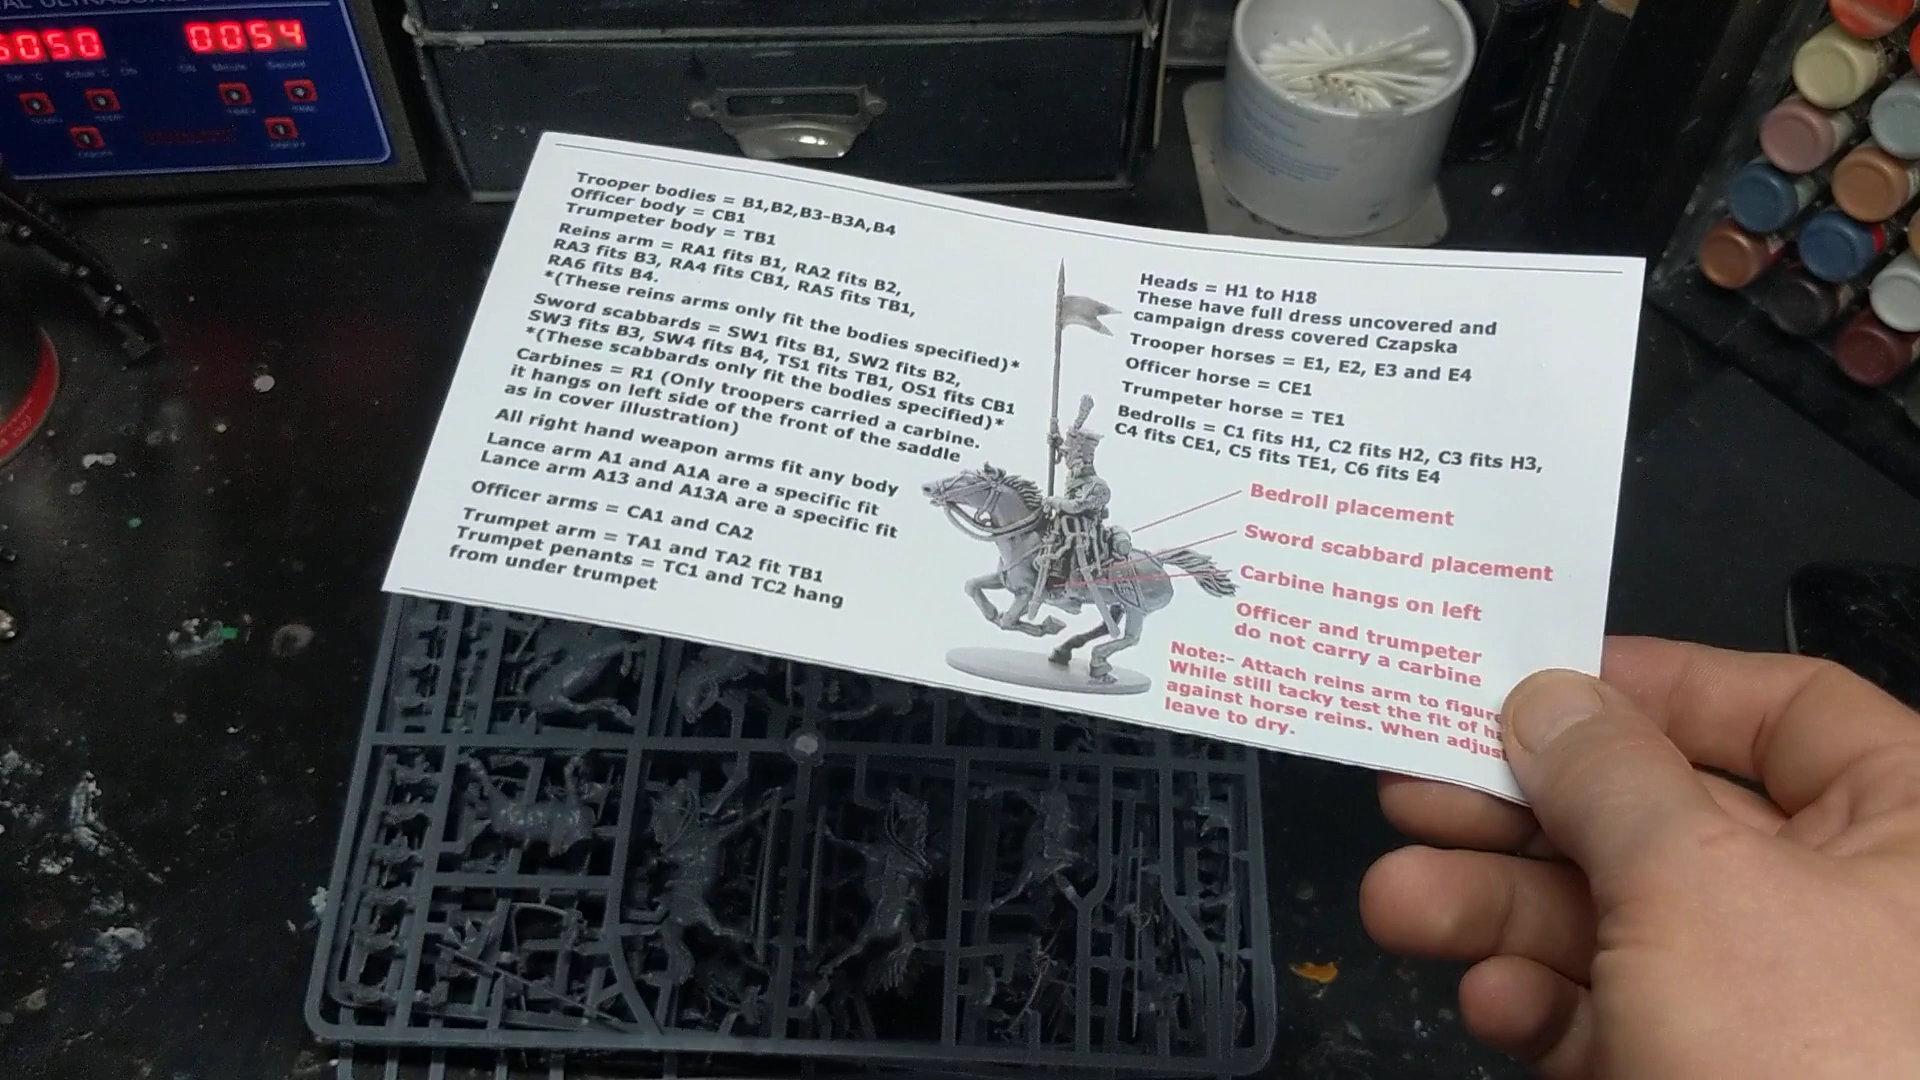 5050
0054
Trooper bodies = B1,B2,B3-B3A,B4
Officer body = CB1
Trumpeter body = TB1
Reins arm = RA1 fits B1, RA2 fits B2,
RA3 fits B3, RA4 fits CB1, RA5 fits TB1,
RA6 fits B4.
*(These reins arms only fit the bodies specified)*
Sword scabbards = SW1 fits B1, SW2 fits B2,
SW3 fits B3, SW4 fits B4, TS1 fits TB1, OS1 fits CB1
*(These scabbards only fit the bodies specified)*
Carbines = R1 (Only troopers carried a carbine.
it hangs on left side of the front of the saddle
as in cover illustration)
All right hand weapon arms fit any body
Lance arm A1 and A1A are a specific fit
Lance arm A13 and A13A are a specific fit
Officer arms = CA1 and CA2
Trumpet arm = TA1 and TA2 fit TB1
Trumpet penants = TC1 and TC2 hang
from under trumpet
Heads = H1 to H18
These have full dress uncovered and
campaign dress covered Czapska
Trooper horses = E1, E2, E3 and E4
Officer horse = CE1
Trumpeter horse = TE1
Bedrolls = C1 fits H1, C2 fits H2, C3 fits H3,
C4 fits CE1, C5 fits TE1, C6 fits E4
Bedroll placement
Sword scabbard placement
Carbine hangs on left
Officer and trumpeter
do not carry a carbine
Note:- Attach reins arm to figure
While still tacky test the fit of
against horse reins. When
leave to dry.